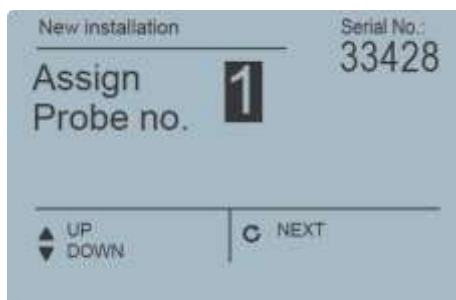 New installation
Serial No.:
33428
Assign
Probe no. 1
▲ UP
▼ DOWN
C NEXT